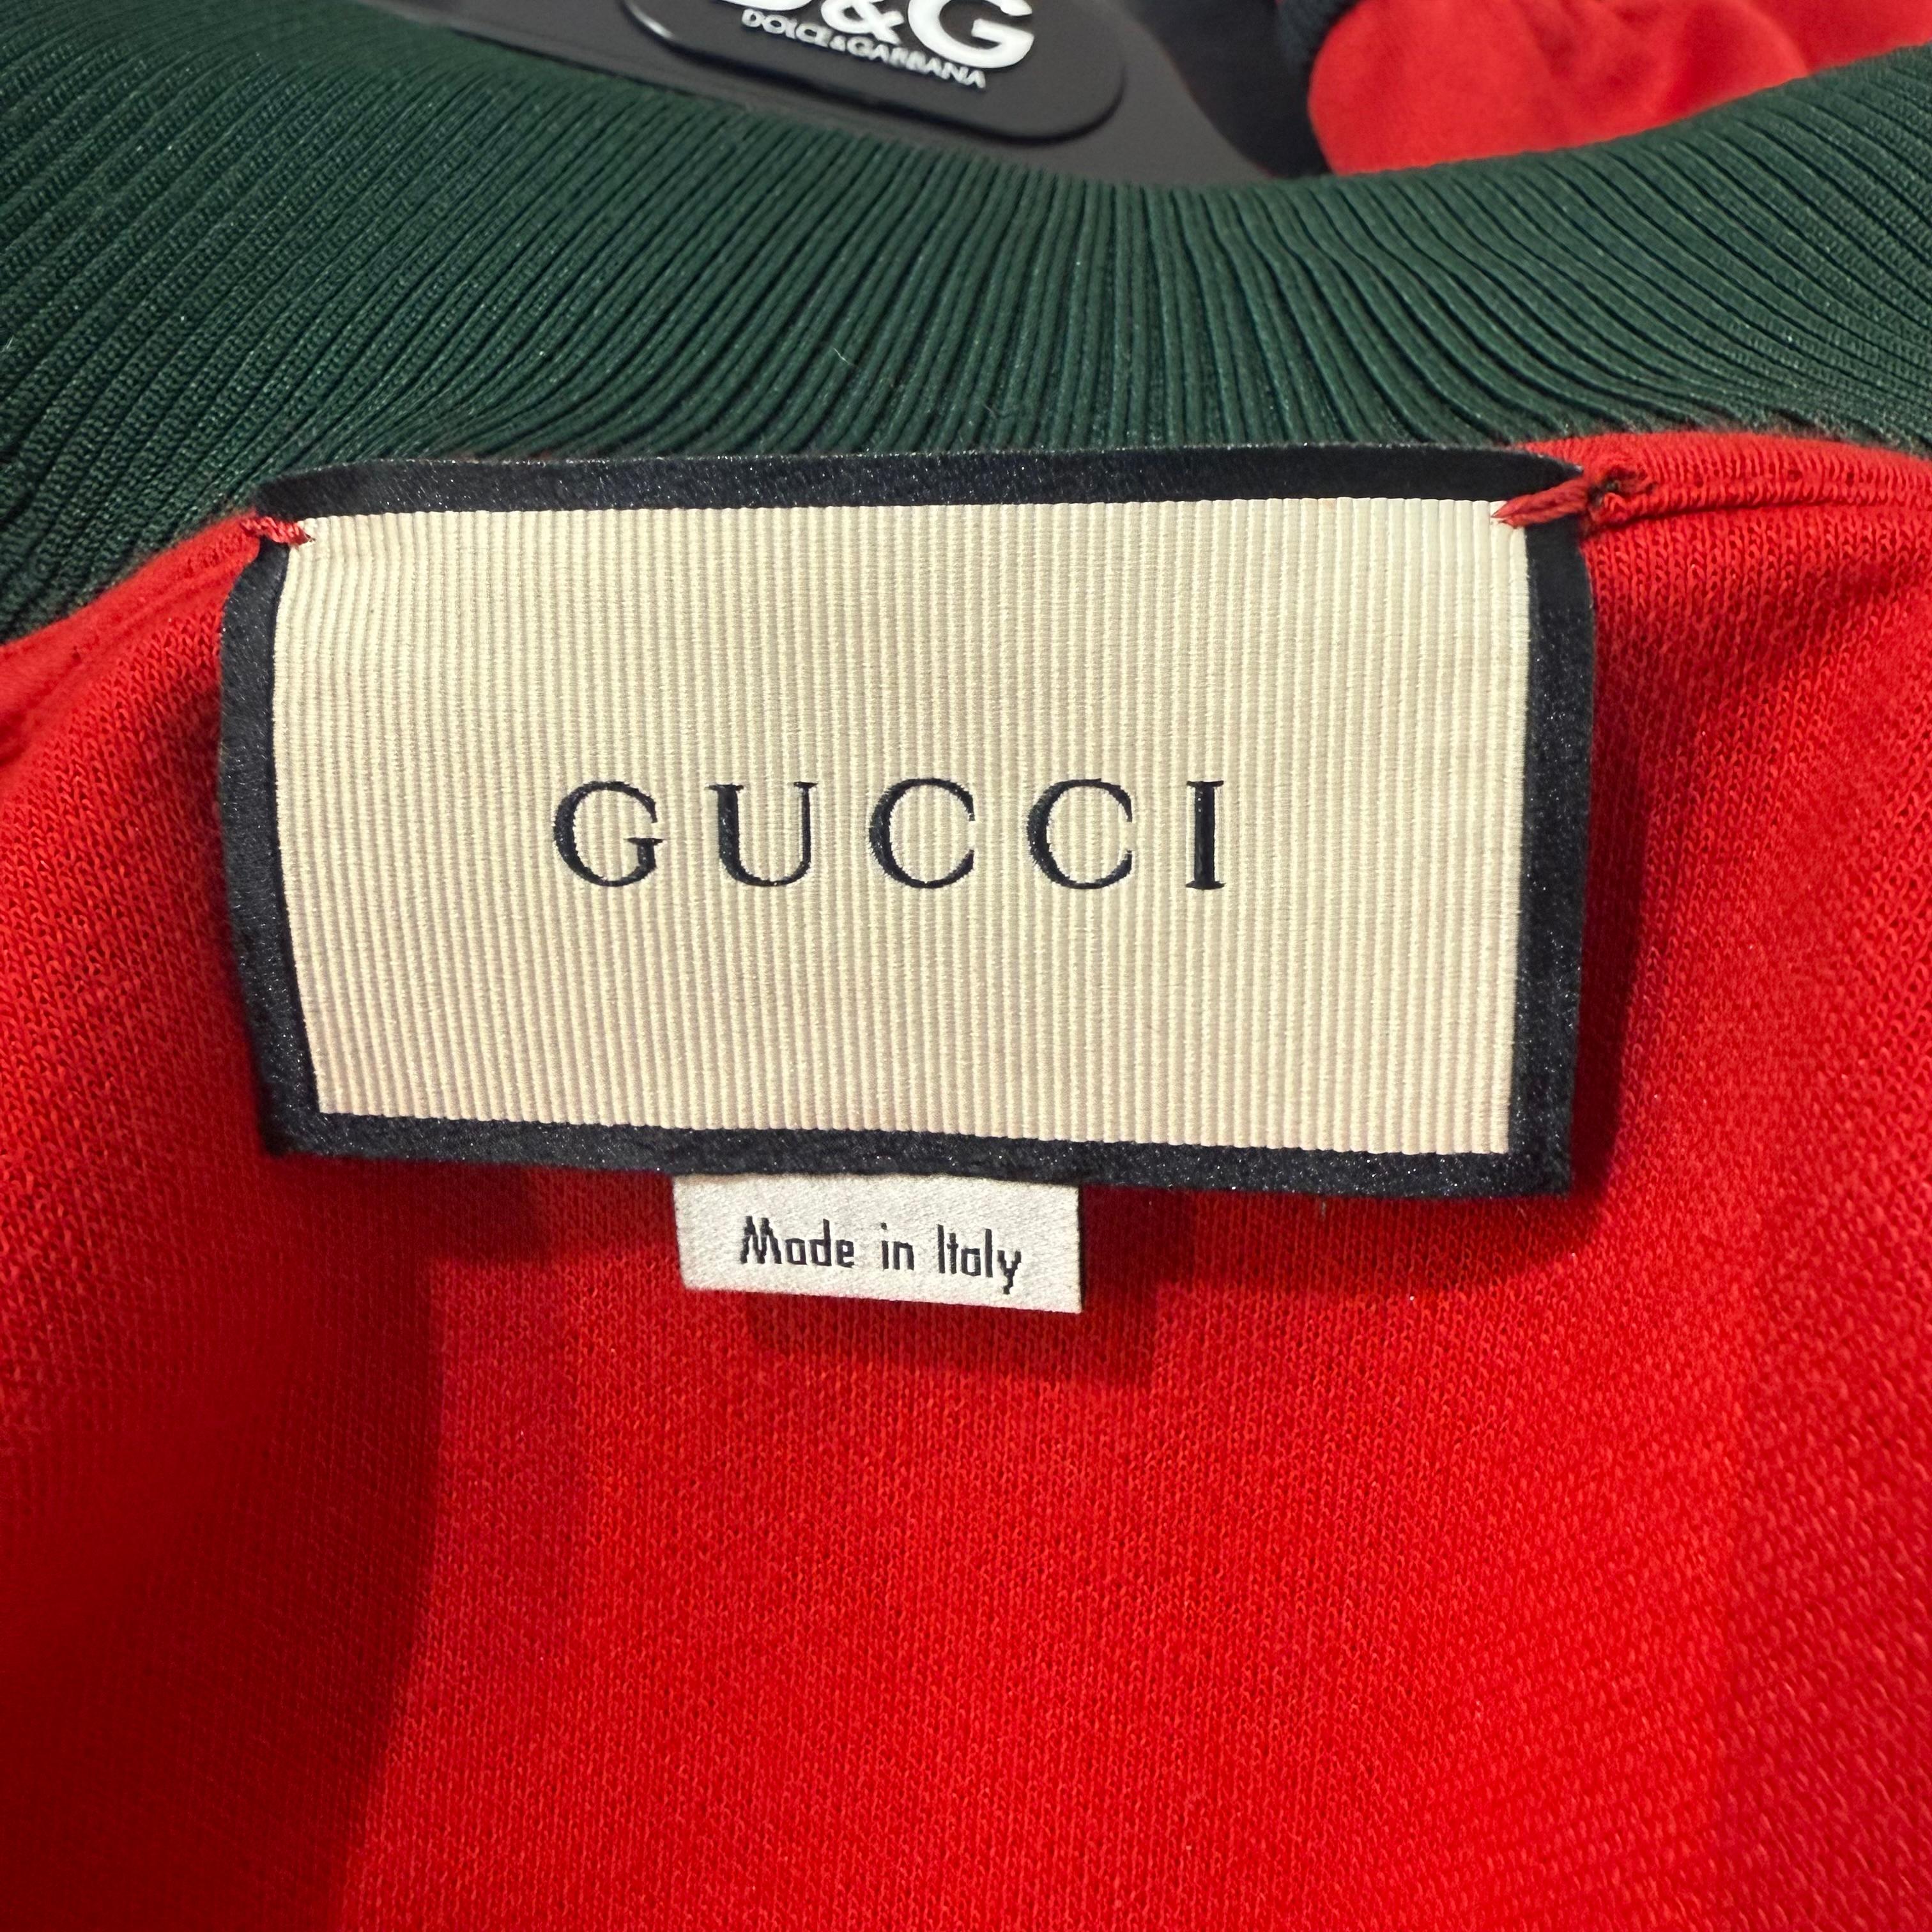 D&G
DOLCE&GABBANA
GUCCI
Made in Italy